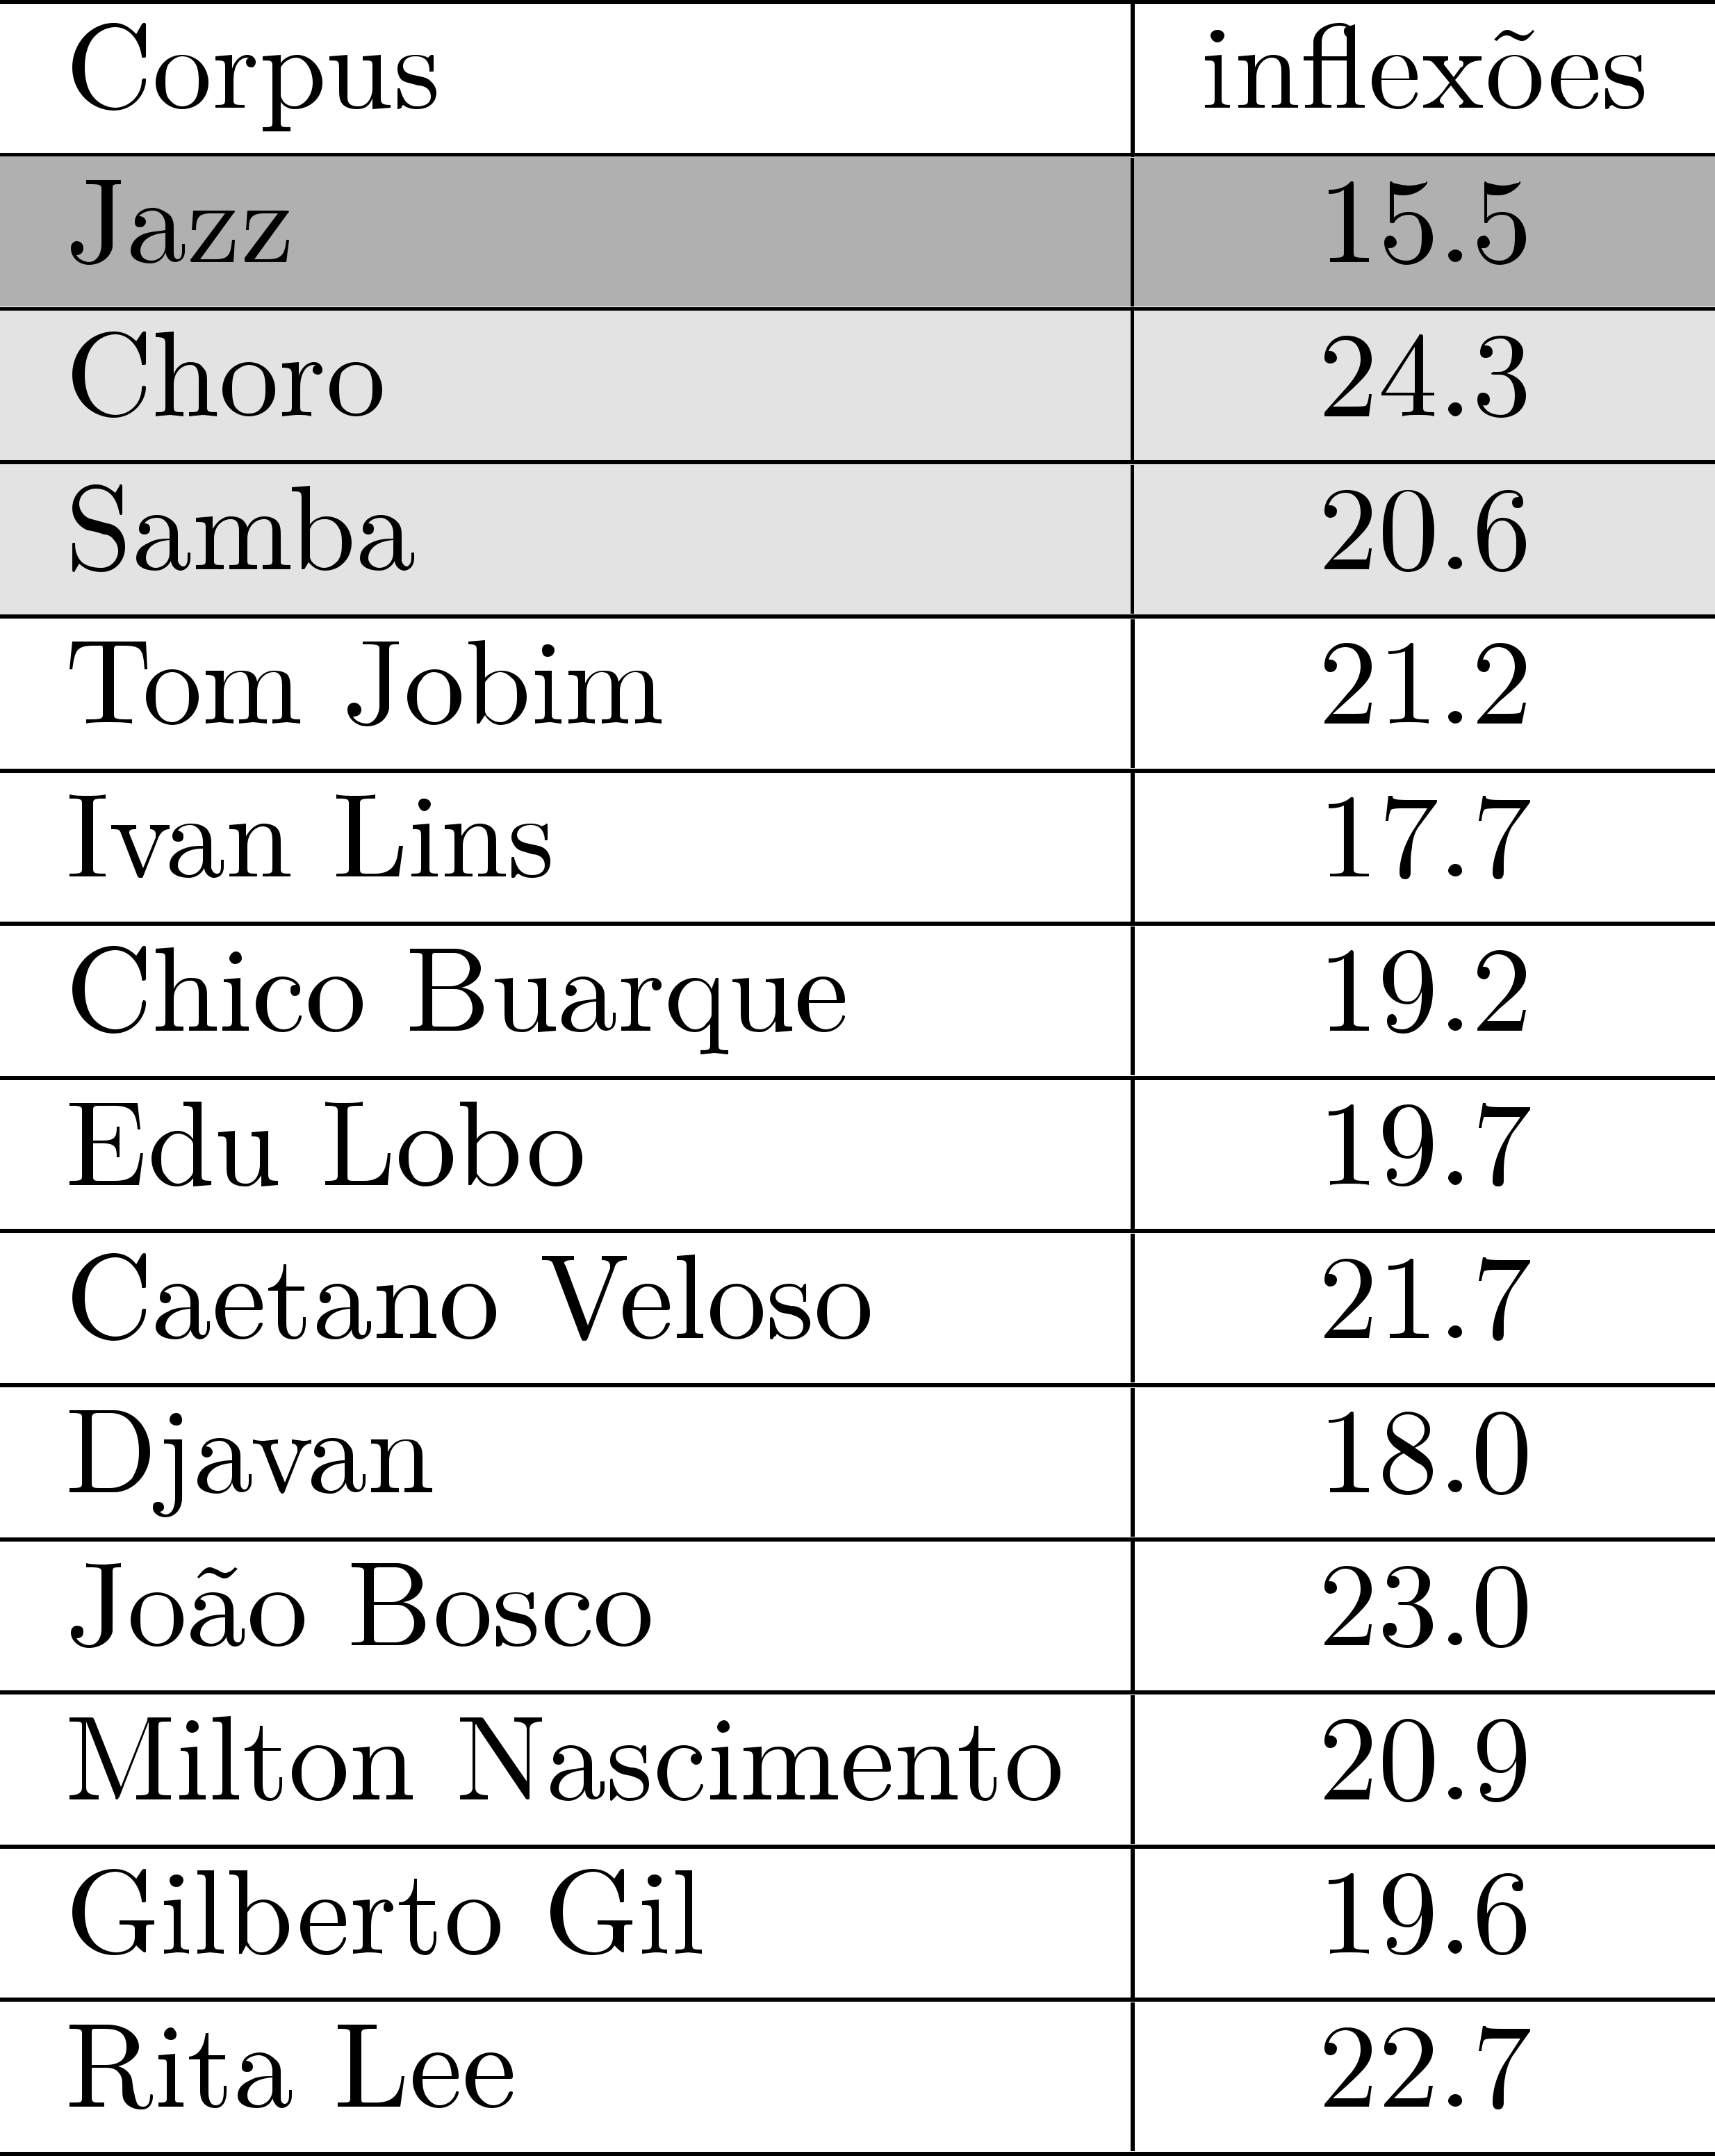 Corpus inflexões
Jazz 15.5
Choro 24.3
Samba 20.6
Tom Jobim 21.2
Ivan Lins 17.7
Chico Buarque 19.2
Edu Lobo 19.7
Caetano Veloso 21.7
Djavan 18.0
João Bosco 23.0
Milton Nascimento 20.9
Gilberto Gil 19.6
Rita Lee 22.7